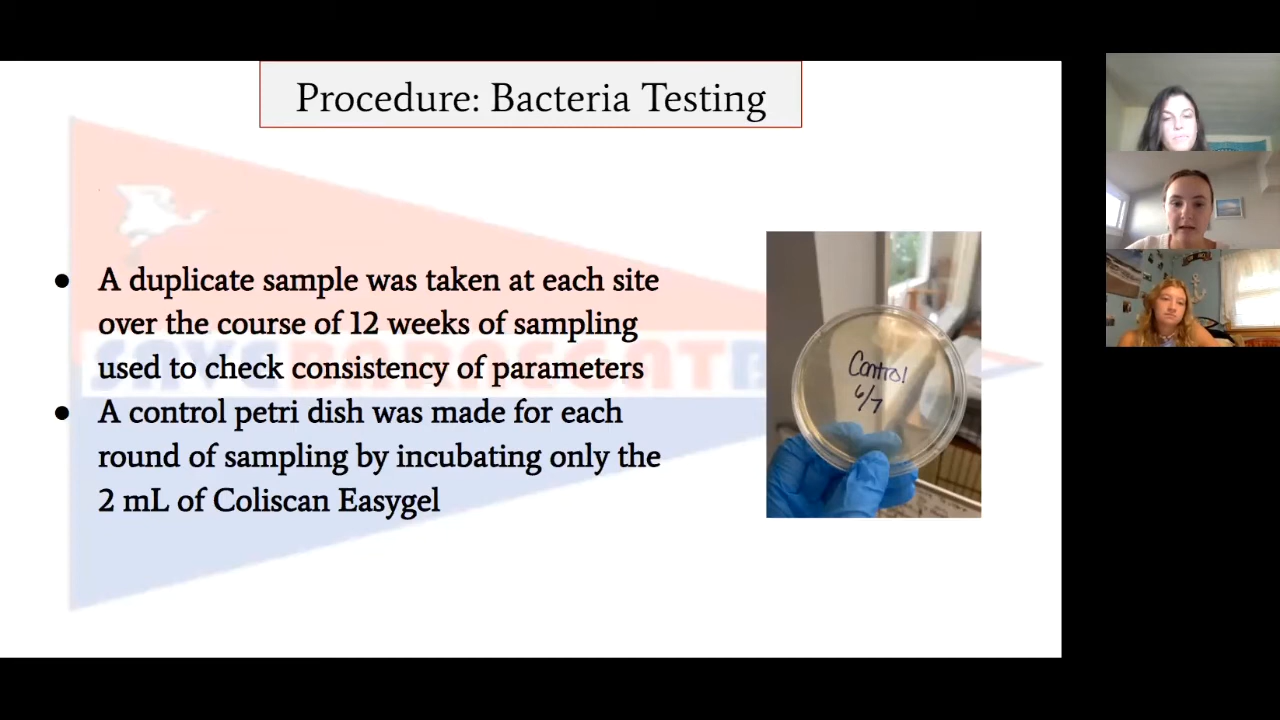 Procedure: Bacteria Testing
● A duplicate sample was taken at each site
over the course of 12 weeks of sampling
used to check consistency of parameters
● A control petri dish was made for each
round of sampling by incubating only the
2 mL of Coliscan Easygel
Control
6/7